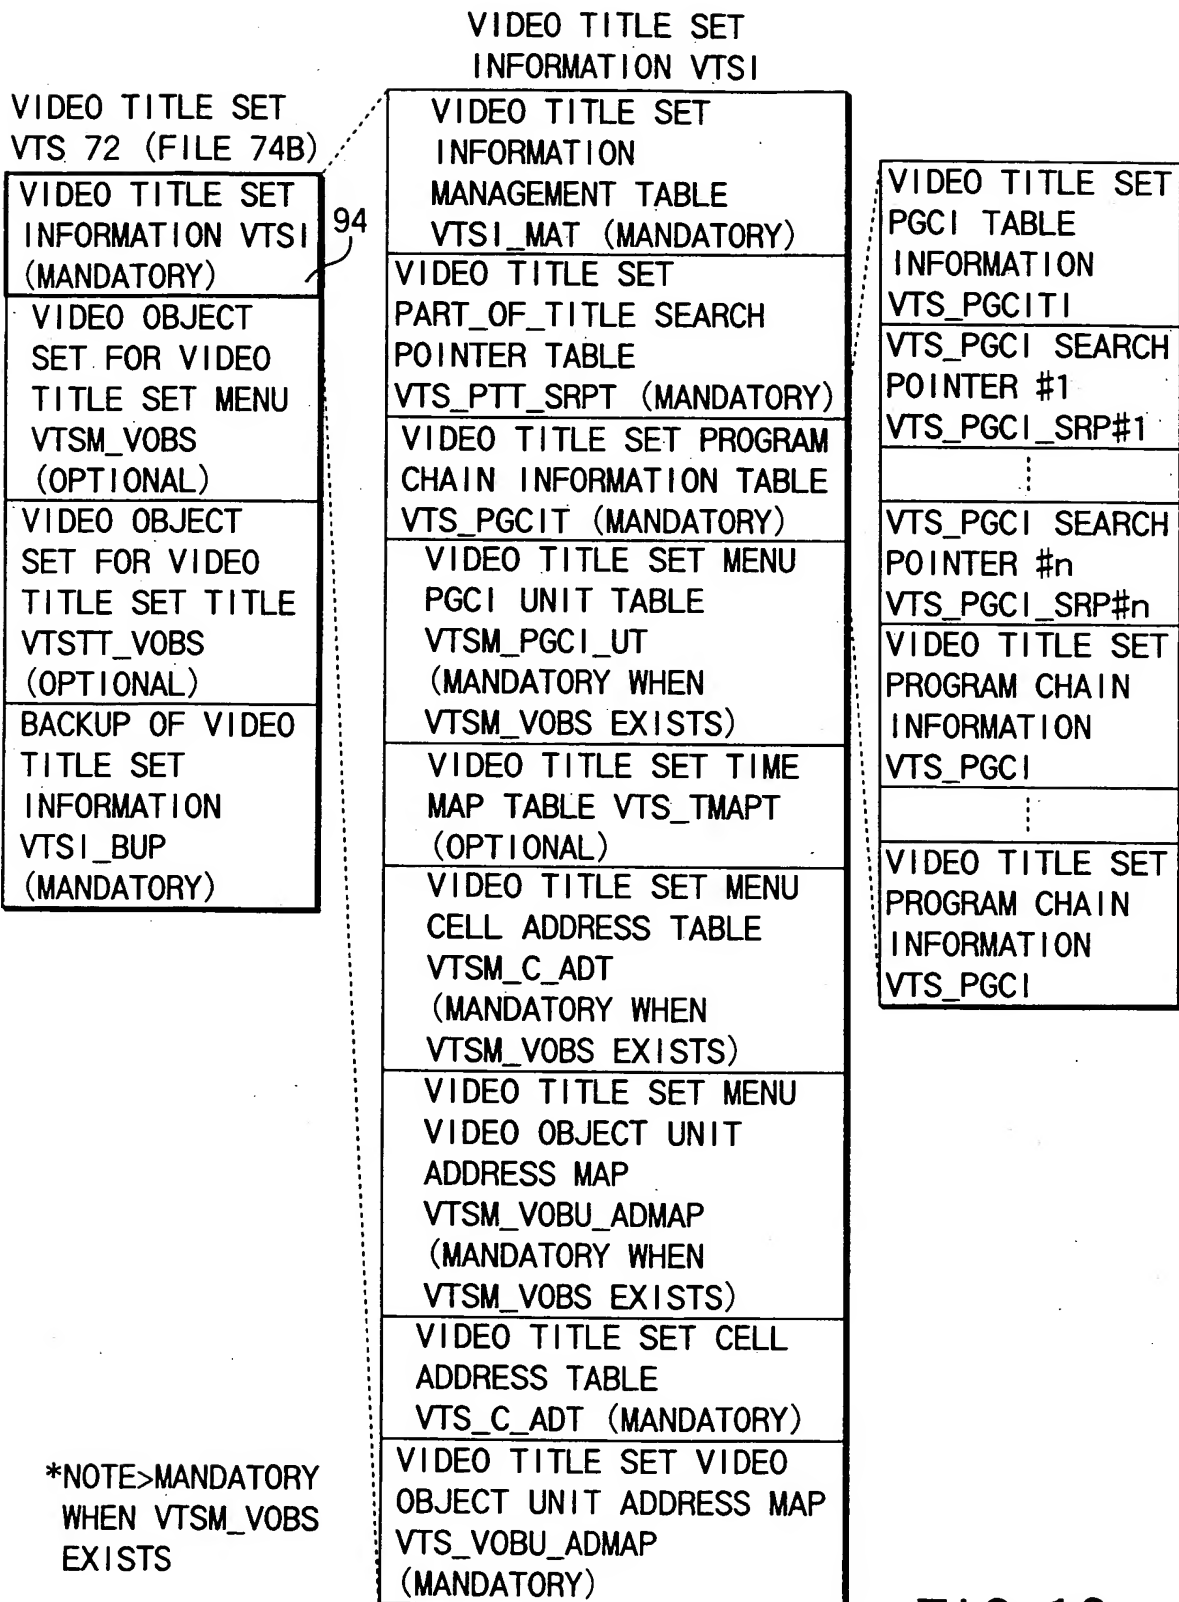 VIDEO TITLE SET
VTS 72 (FILE 74B)
VIDEO TITLE SET
INFORMATION VTSI
(MANDATORY)
94
VIDEO OBJECT
SET FOR VIDEO
TITLE SET MENU
VTSM_VOBS
(OPTIONAL)
VIDEO OBJECT
SET FOR VIDEO
TITLE SET TITLE
VTSTT_VOBS
(OPTIONAL)
BACKUP OF VIDEO
TITLE SET
INFORMATION
VTSI_BUP
(MANDATORY)
*NOTE>MANDATORY
WHEN VTSM_VOBS
EXISTS
VIDEO TITLE SET
INFORMATION VTSI
VIDEO TITLE SET
INFORMATION
MANAGEMENT TABLE
VTSI_MAT (MANDATORY)
VIDEO TITLE SET
PART_OF_TITLE SEARCH
POINTER TABLE
VTS_PTT_SRPT (MANDATORY)
VIDEO TITLE SET PROGRAM
CHAIN INFORMATION TABLE
VTS_PGCIT (MANDATORY)
VIDEO TITLE SET MENU
PGCI UNIT TABLE
VTSM_PGCI_UT
(MANDATORY WHEN
VTSM_VOBS EXISTS)
VIDEO TITLE SET TIME
MAP TABLE VTS_TMAPT
(OPTIONAL)
VIDEO TITLE SET MENU
CELL ADDRESS TABLE
VTSM_C_ADT
(MANDATORY WHEN
VTSM_VOBS EXISTS)
VIDEO TITLE SET MENU
VIDEO OBJECT UNIT
ADDRESS MAP
VTSM_VOBU_ADMAP
(MANDATORY WHEN
VTSM_VOBS EXISTS)
VIDEO TITLE SET CELL
ADDRESS TABLE
VTS_C_ADT (MANDATORY)
VIDEO TITLE SET VIDEO
OBJECT UNIT ADDRESS MAP
VTS_VOBU_ADMAP
(MANDATORY)
VIDEO TITLE SET
PGCI TABLE
INFORMATION
VTS_PGCITI
VTS_PGCI SEARCH
POINTER #1
VTS_PGCI_SRP#1
VTS_PGCI SEARCH
POINTER #n
VTS_PGCI_SRP#n
VIDEO TITLE SET
PROGRAM CHAIN
INFORMATION
VTS_PGCI
VIDEO TITLE SET
PROGRAM CHAIN
INFORMATION
VTS_PGCI